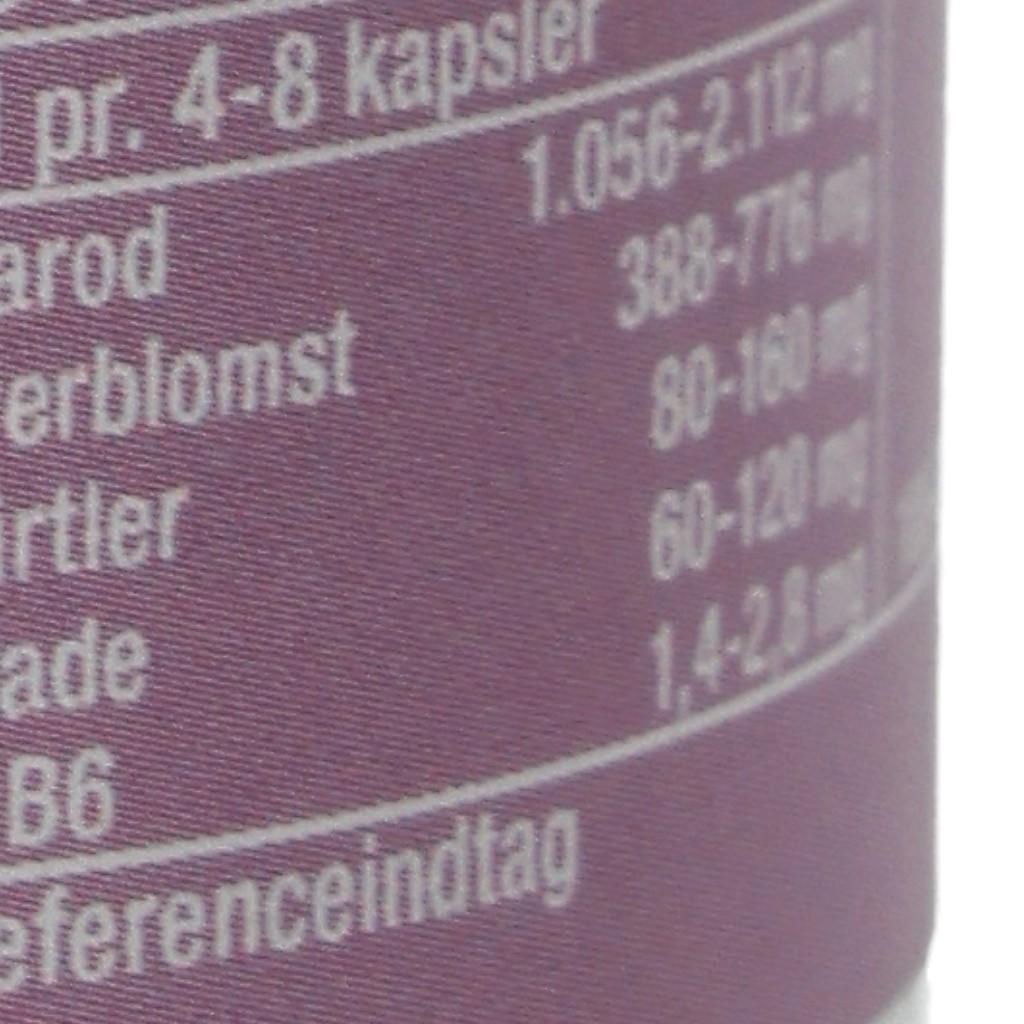 pr. 4-8 kapsler
arod 1.056-2.112 mg
erblomst 388-776 mg
rtler 80-160 mg
ade 60-120 mg
B6 1,4-2,8 mg
eferenceindtag